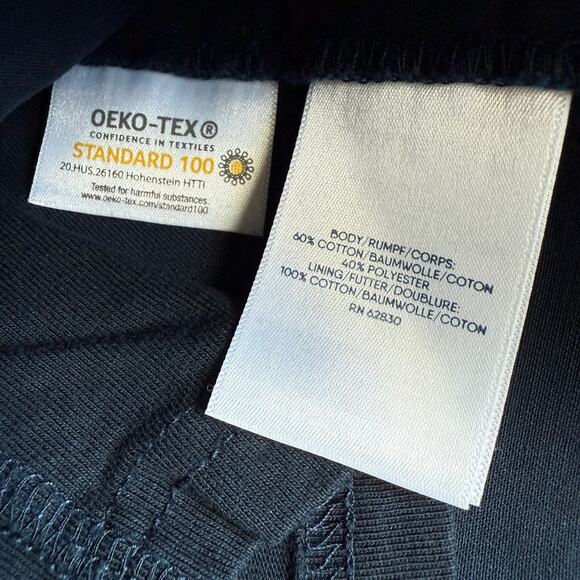 OEKO-TEX®
CONFIDENCE IN TEXTILES
STANDARD 100
20.HUS.26160 Hohenstein HTTI
Tested for harmful substances.
www.oeko-tex.com/standard100
BODY/RUMPF/CORPS:
60% COTTON/BAUMWOLLE/COTON
40% POLYESTER
LINING/FUTTER/DOUBLURE:
100% COTTON/BAUMWOLLE/COTON
RN 62830